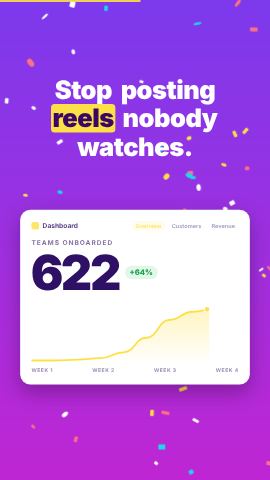 Stop posting
reels nobody
watches.
Dashboard
Overview Customers Revenue
TEAMS ONBOARDED
622 +64%
WEEK 1 WEEK 2 WEEK 3 WEEK 4